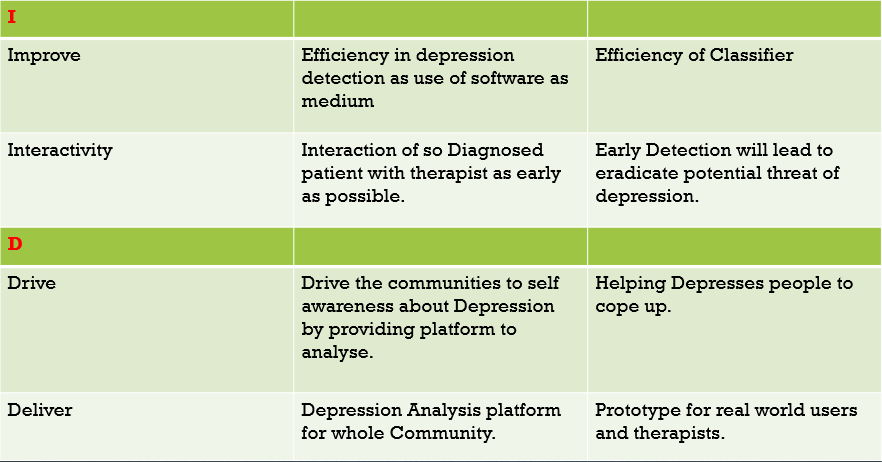 I
Improve
Efficiency in depression
detection as use of software as
medium
Efficiency of Classifier
Interactivity
Interaction of so Diagnosed
patient with therapist as early
as possible.
Early Detection will lead to
eradicate potential threat of
depression.
D
Drive
Drive the communities to self
awareness about Depression
by providing platform to
analyse.
Helping Depresses people to
cope up.
Deliver
Depression Analysis platform
for whole Community.
Prototype for real world users
and therapists.